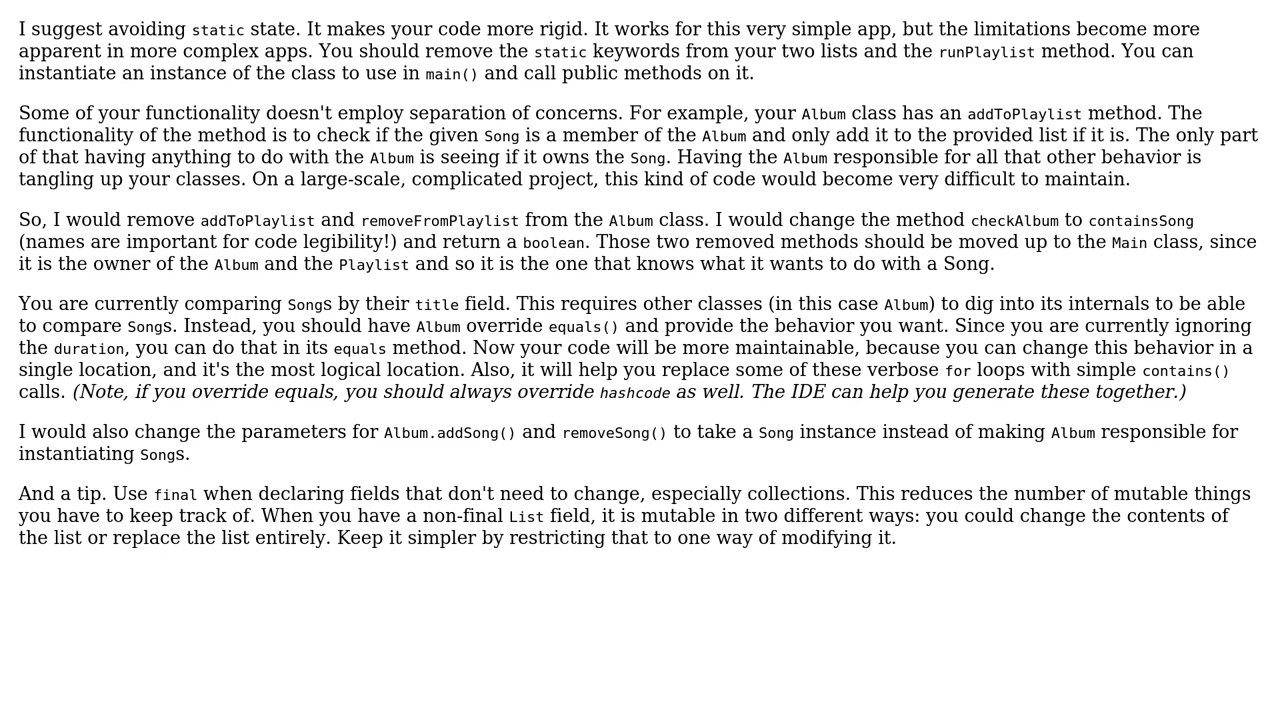 I suggest avoiding static state. It makes your code more rigid. It works for this very simple app, but the limitations become more
apparent in more complex apps. You should remove the static keywords from your two lists and the runPlaylist method. You can
instantiate an instance of the class to use in main() and call public methods on it.
Some of your functionality doesn't employ separation of concerns. For example, your Album class has an addToPlaylist method. The
functionality of the method is to check if the given Song is a member of the Album and only add it to the provided list if it is. The only part
of that having anything to do with the Album is seeing if it owns the Song. Having the Album responsible for all that other behavior is
tangling up your classes. On a large-scale, complicated project, this kind of code would become very difficult to maintain.
So, I would remove addToPlaylist and removeFromPlaylist from the Album class. I would change the method checkAlbum to containsSong
(names are important for code legibility!) and return a boolean. Those two removed methods should be moved up to the Main class, since
it is the owner of the Album and the Playlist and so it is the one that knows what it wants to do with a Song.
You are currently comparing Songs by their title field. This requires other classes (in this case Album) to dig into its internals to be able
to compare Songs. Instead, you should have Album override equals() and provide the behavior you want. Since you are currently ignoring
the duration, you can do that in its equals method. Now your code will be more maintainable, because you can change this behavior in a
single location, and it's the most logical location. Also, it will help you replace some of these verbose for loops with simple contains()
calls. (Note, if you override equals, you should always override hashcode as well. The IDE can help you generate these together.)
I would also change the parameters for Album.addSong() and removeSong() to take a Song instance instead of making Album responsible for
instantiating Songs.
And a tip. Use final when declaring fields that don't need to change, especially collections. This reduces the number of mutable things
you have to keep track of. When you have a non-final List field, it is mutable in two different ways: you could change the contents of
the list or replace the list entirely. Keep it simpler by restricting that to one way of modifying it.